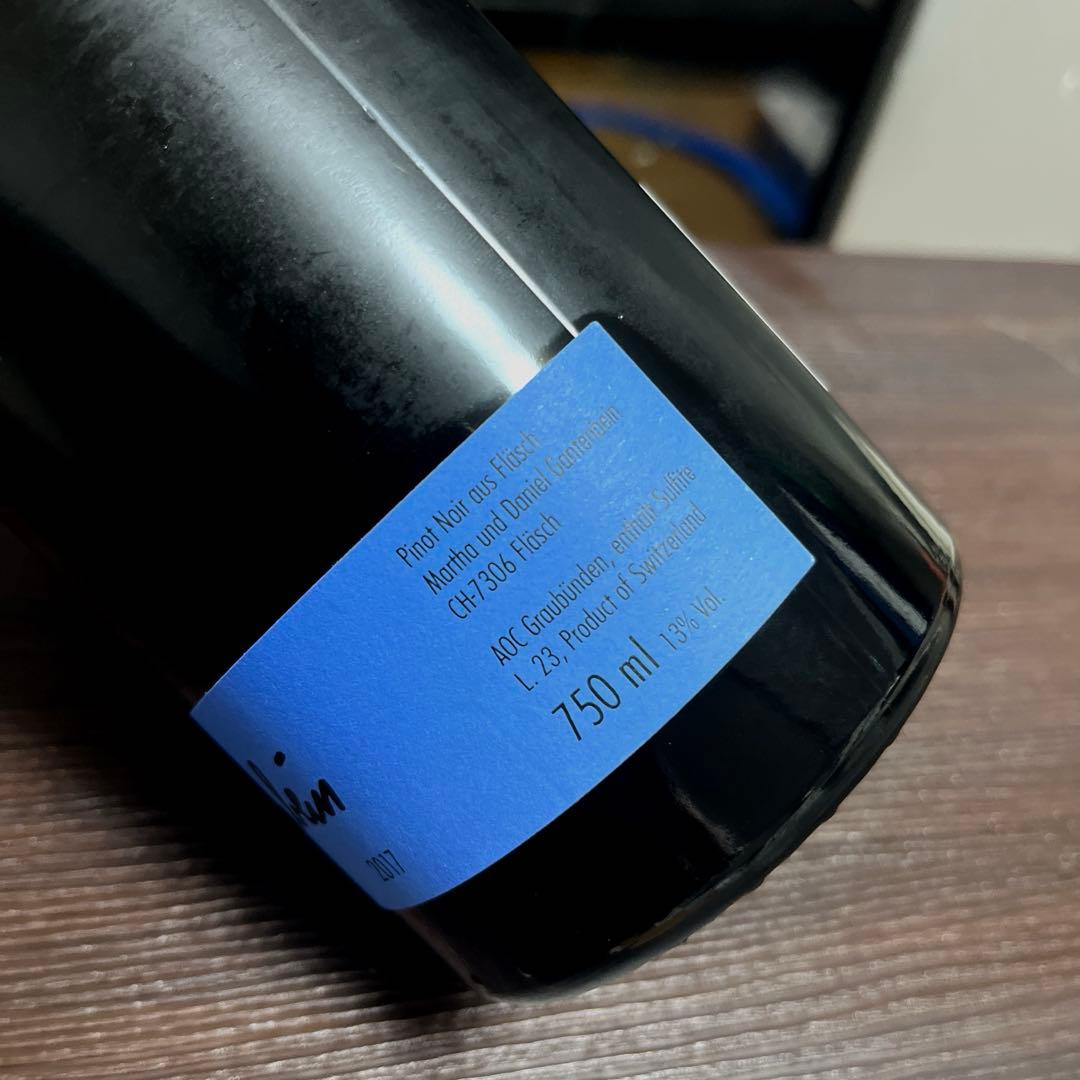 Pinot Noir aus Fläsch
Martha und Daniel Gantenbein
CH-7306 Fläsch
AOC Graubünden, enthält Sulfite
L. 23, Product of Switzerland
750 ml 13% Vol.
2017